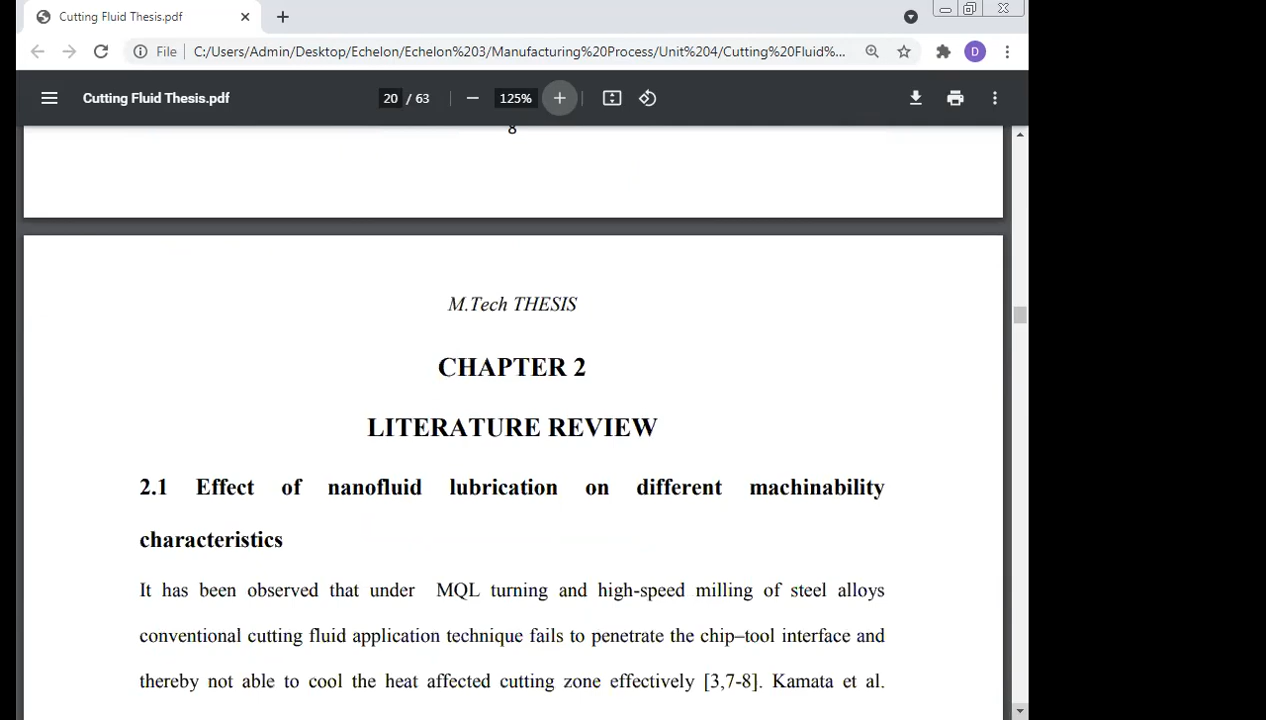 Cutting Fluid Thesis.pdf
File C:/Users/Admin/Desktop/Echelon/Echelon%203/Manufacturing%20Process/Unit%204/Cutting%20Fluid%... D
Cutting Fluid Thesis.pdf 20 / 63 125%
8
M.Tech THESIS
CHAPTER 2
LITERATURE REVIEW
2.1 Effect of nanofluid lubrication on different machinability
characteristics
It has been observed that under MQL turning and high-speed milling of steel alloys
conventional cutting fluid application technique fails to penetrate the chip–tool interface and
thereby not able to cool the heat affected cutting zone effectively [3,7-8]. Kamata et al.